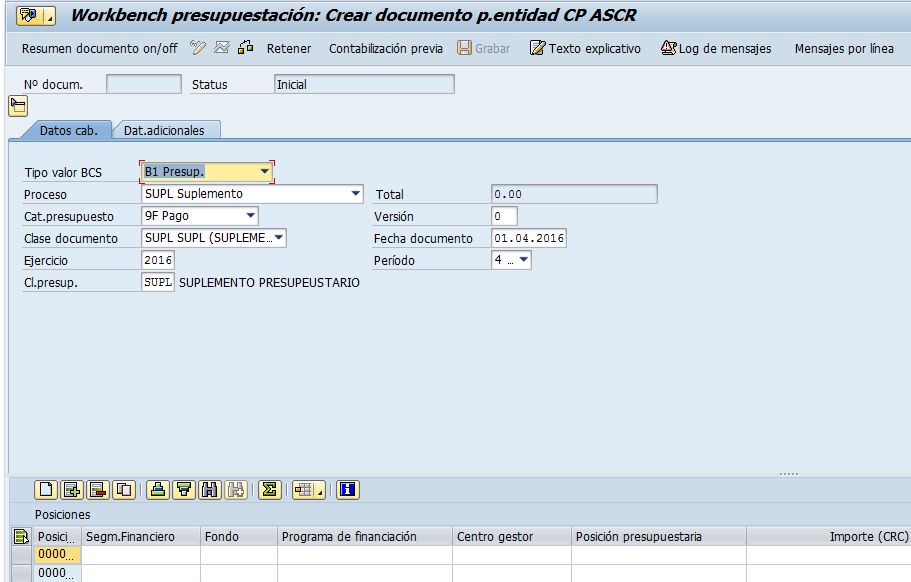 Workbench presupuestación: Crear documento p.entidad CP ASCR
Resumen documento on/off Retener Contabilización previa Grabar Texto explicativo Log de mensajes Mensajes por línea
Nº docum. Status Inicial
Datos cab. Dat.adicionales
Tipo valor BCS B1 Presup.
Proceso SUPL Suplemento Total 0.00
Cat.presupuesto 9F Pago Versión 0
Clase documento SUPL SUPL (SUPLEME... Fecha documento 01.04.2016
Ejercicio 2016 Período 4 ...
Cl.presup. SUPL SUPLEMENTO PRESUPEUSTARIO
Posiciones
Posici... Segm.Financiero Fondo Programa de financiación Centro gestor Posición presupuestaria Importe (CRC)
0000...
0000...